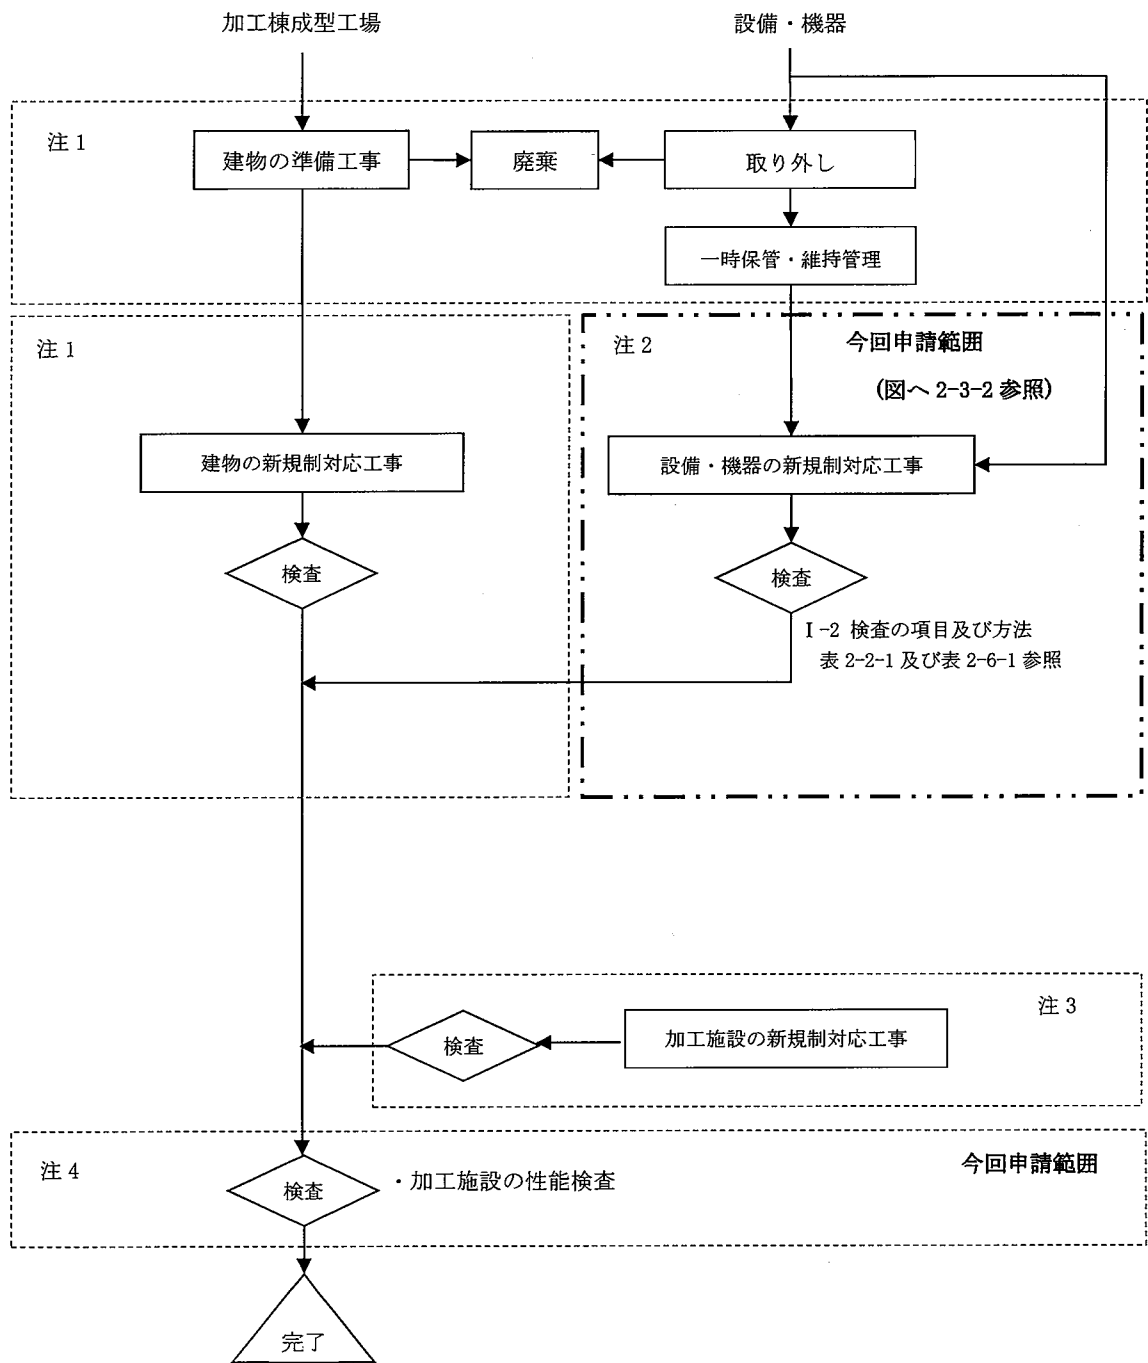 加工棟成型工場
設備・機器
注1
建物の準備工事
廃棄
取り外し
一時保管・維持管理
注1
注2
今回申請範囲
(図へ 2-3-2 参照)
建物の新規制対応工事
設備・機器の新規制対応工事
検査
検査
Ⅰ-2 検査の項目及び方法
表 2-2-1 及び表 2-6-1 参照
注3
検査
加工施設の新規制対応工事
注4
今回申請範囲
検査
・加工施設の性能検査
完了